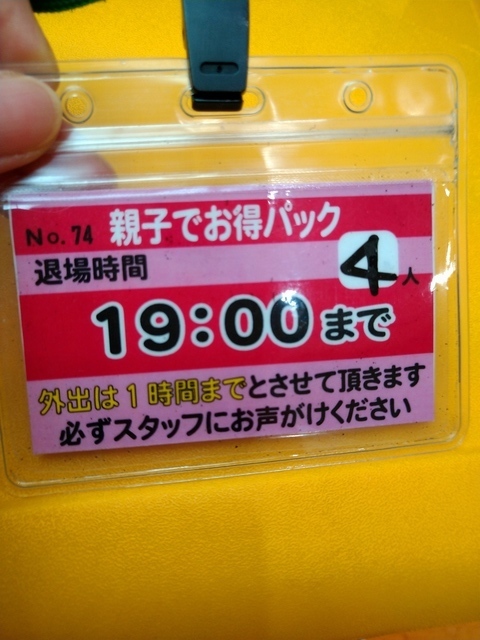 No. 74 親子でお得パック
退場時間
4人
19:00まで
外出は1時間までとさせて頂きます
必ずスタッフにお声がけください